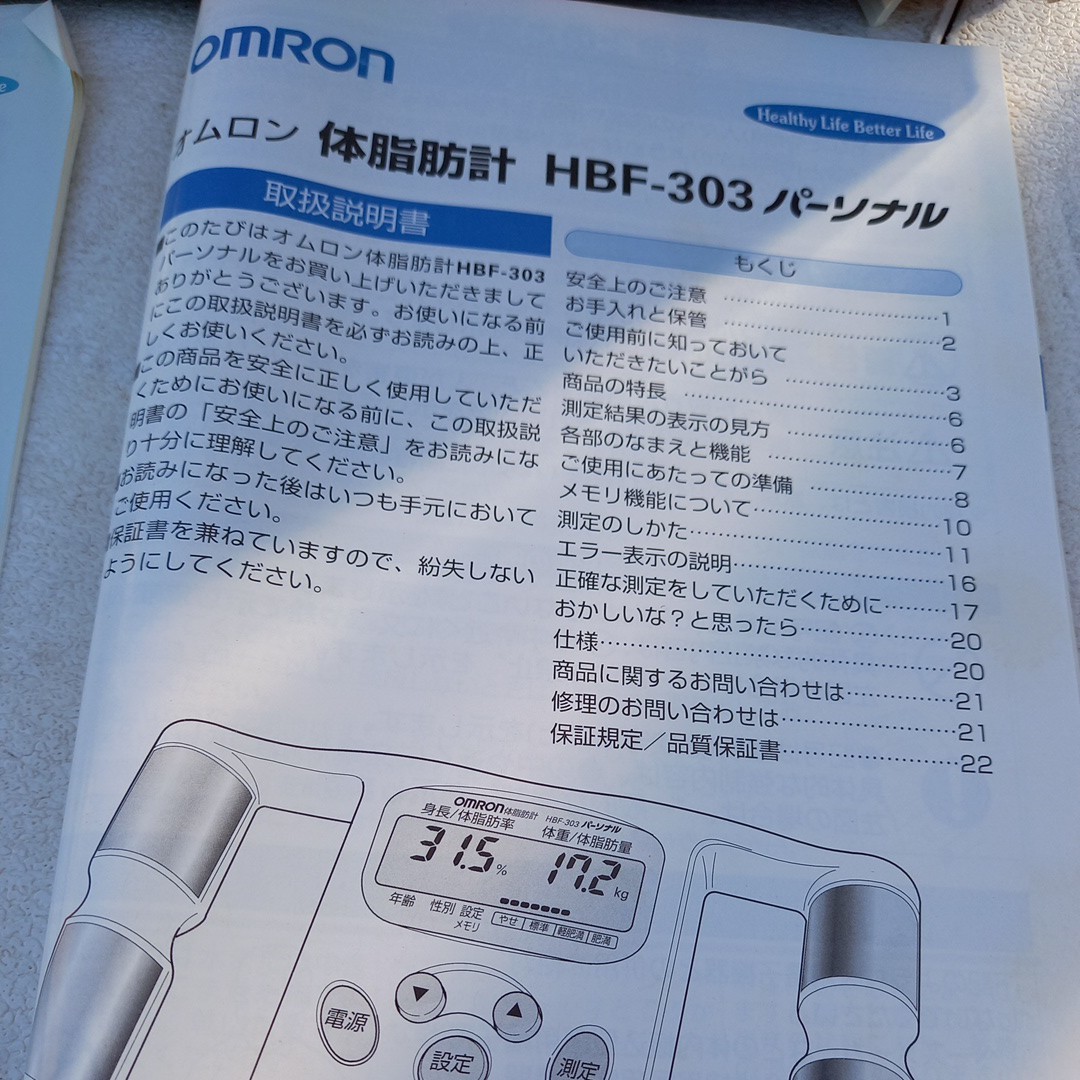 OMRON
Healthy Life Better Life
オムロン 体脂肪計 HBF-303 パーソナル
取扱説明書
■このたびはオムロン体脂肪計HBF-303
パーソナルをお買い上げいただきまして
ありがとうございます。お使いになる前
にこの取扱説明書を必ずお読みの上、正
しくお使いください。
■この商品を安全に正しく使用していただ
くためにお使いになる前に、この取扱説
明書の「安全上のご注意」をお読みにな
り十分に理解してください。
■お読みになった後はいつも手元において
ご使用ください。
■保証書を兼ねていますので、紛失しない
ようにしてください。
もくじ
安全上のご注意 ……………………………1
お手入れと保管 ……………………………2
ご使用前に知っておいて
いただきたいことがら ……………………3
商品の特長 …………………………………6
測定結果の表示の見方 ……………………6
各部のなまえと機能 ………………………7
ご使用にあたっての準備 …………………8
メモリ機能について………………………10
測定のしかた………………………………11
エラー表示の説明…………………………16
正確な測定をしていただくために………17
おかしいな？と思ったら…………………20
仕様…………………………………………20
商品に関するお問い合わせは……………21
修理のお問い合わせは……………………21
保証規定／品質保証書……………………22
OMRON体脂肪計 HBF-303 パーソナル
身長/体脂肪率 体重/体脂肪量
31.5% 17.2kg
年齢 性別 設定 やせ 標準 軽肥満 肥満
メモリ
▼ ▲
電源
設定 測定